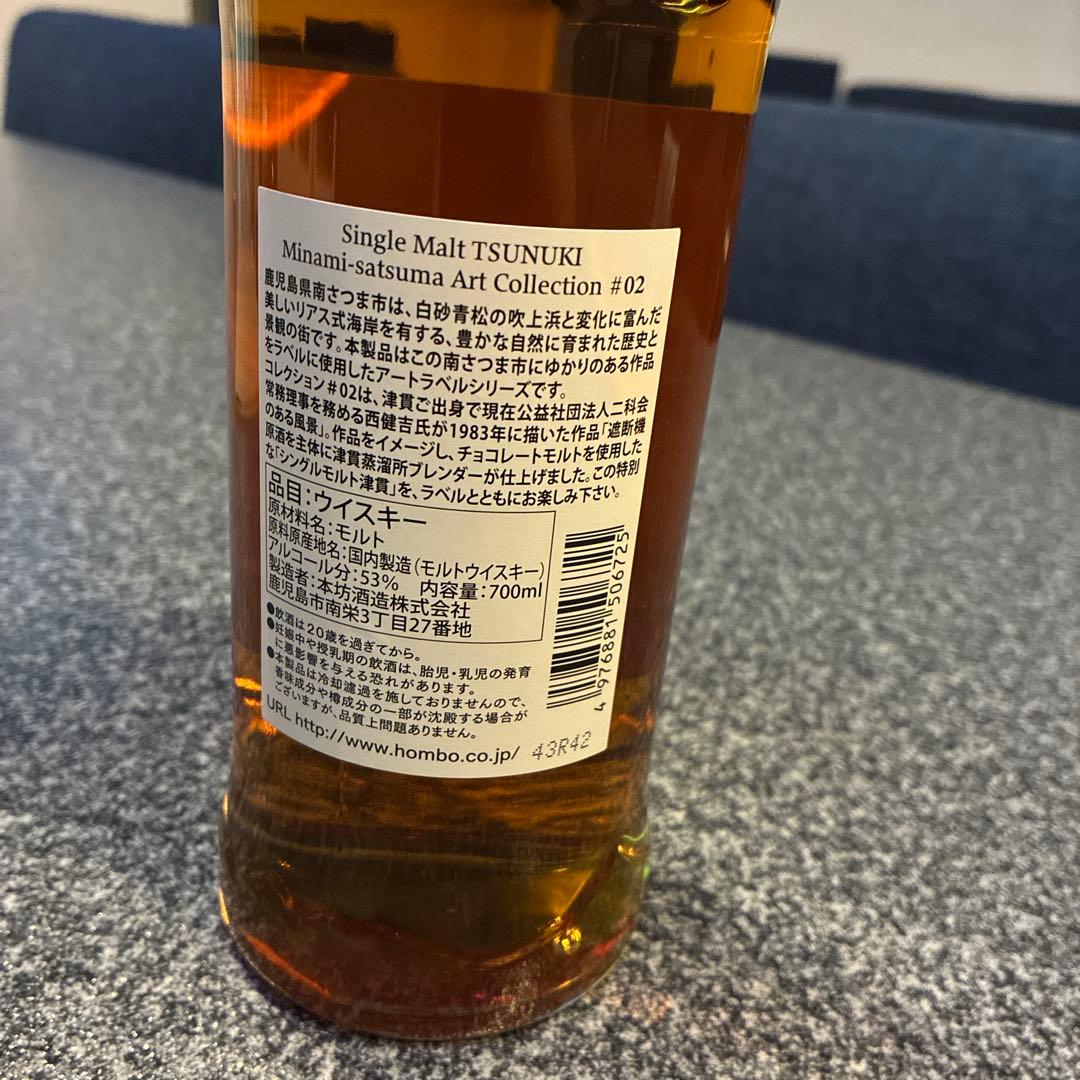 Single Malt TSUNUKI
Minami-satsuma Art Collection #02
鹿児島県南さつま市は、白砂青松の吹上浜と変化に富んだ
美しいリアス式海岸を有する、豊かな自然に育まれた歴史と
景観の街です。本製品はこの南さつま市にゆかりのある作品
をラベルに使用したアートラベルシリーズです。
コレクション#02は、津貫ご出身で現在公益社団法人二科会
常務理事を務める西健吉氏が1983年に描いた作品「遮断機
のある風景」。作品をイメージし、チョコレートモルトを使用した
原酒を主体に津貫蒸溜所ブレンダーが仕上げました。この特別
な「シングルモルト津貫」を、ラベルとともにお楽しみ下さい。
品目:ウイスキー
原材料名:モルト
原料原産地名:国内製造(モルトウイスキー)
アルコール分:53% 内容量:700ml
製造者:本坊酒造株式会社
鹿児島市南栄3丁目27番地
●飲酒は20歳を過ぎてから。
●妊娠中や授乳期の飲酒は、胎児・乳児の発育
に悪影響を与える恐れがあります。
●本製品は冷却濾過を施しておりませんので、
香味成分や樽成分の一部が沈殿する場合が
ございますが、品質上問題ありません。
URL http://www.hombo.co.jp/
43R42
4 976881 506725